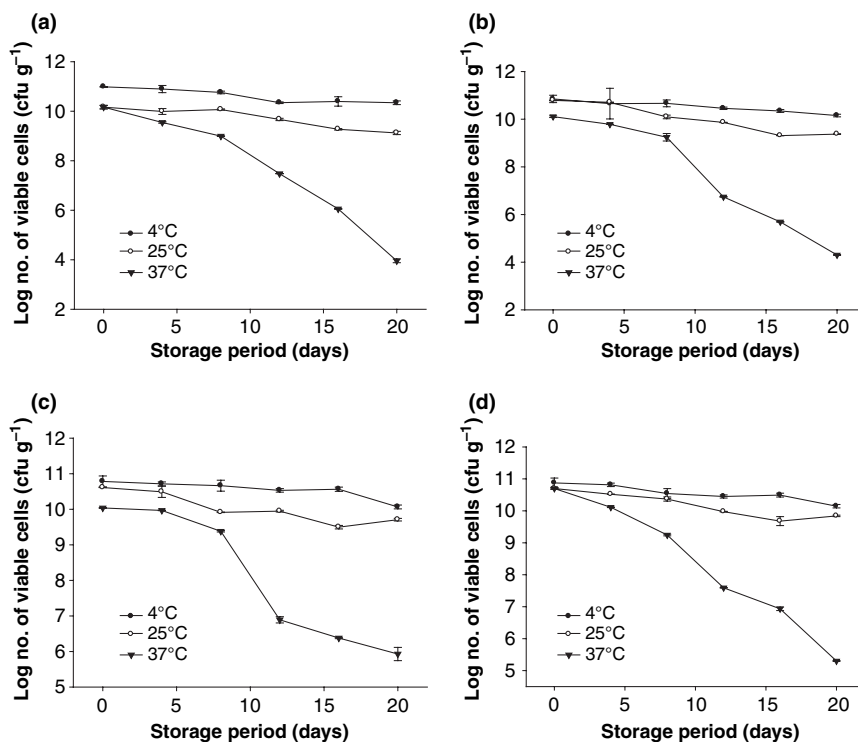 (a)
Log no. of viable cells (cfu g⁻¹)
12
10
8
6
4
2
4°C
25°C
37°C
0 5 10 15 20
Storage period (days)
(b)
Log no. of viable cells (cfu g⁻¹)
12
10
8
6
4
2
4°C
25°C
37°C
0 5 10 15 20
Storage period (days)
(c)
Log no. of viable cells (cfu g⁻¹)
12
11
10
9
8
7
6
5
4°C
25°C
37°C
0 5 10 15 20
Storage period (days)
(d)
Log no. of viable cells (cfu g⁻¹)
12
11
10
9
8
7
6
5
4°C
25°C
37°C
0 5 10 15 20
Storage period (days)